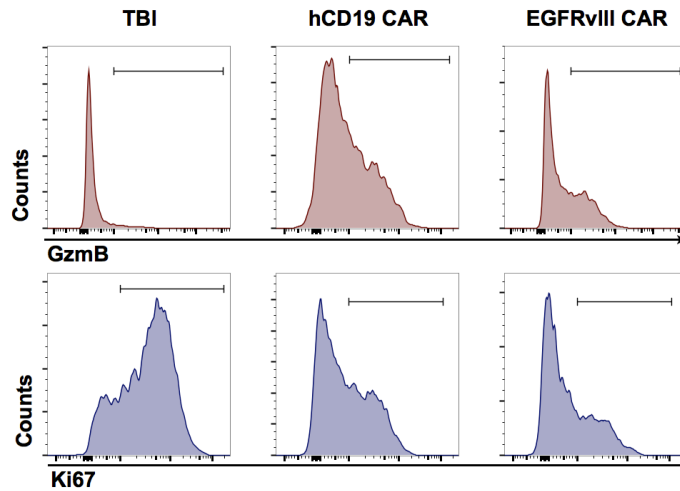 TBI hCD19 CAR EGFRvIII CAR
Counts
GzmB
Counts
Ki67